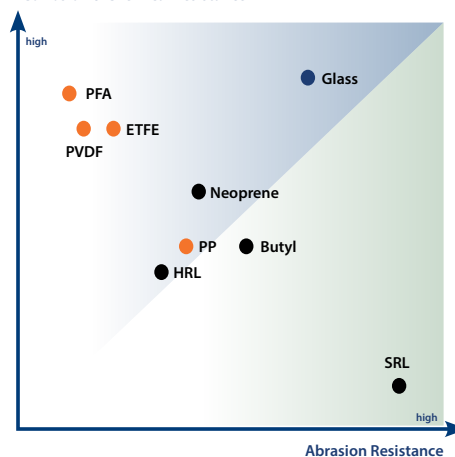 high
Glass
PFA
ETFE
PVDF
Neoprene
PP
Butyl
HRL
SRL
high
Abrasion Resistance